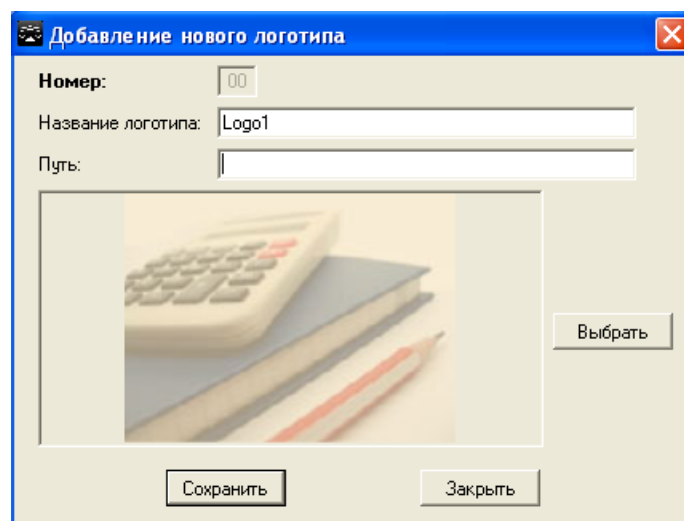 Добавление нового логотипа
Номер: 00
Название логотипа: Logo1
Путь:
Выбрать
Сохранить Закрыть